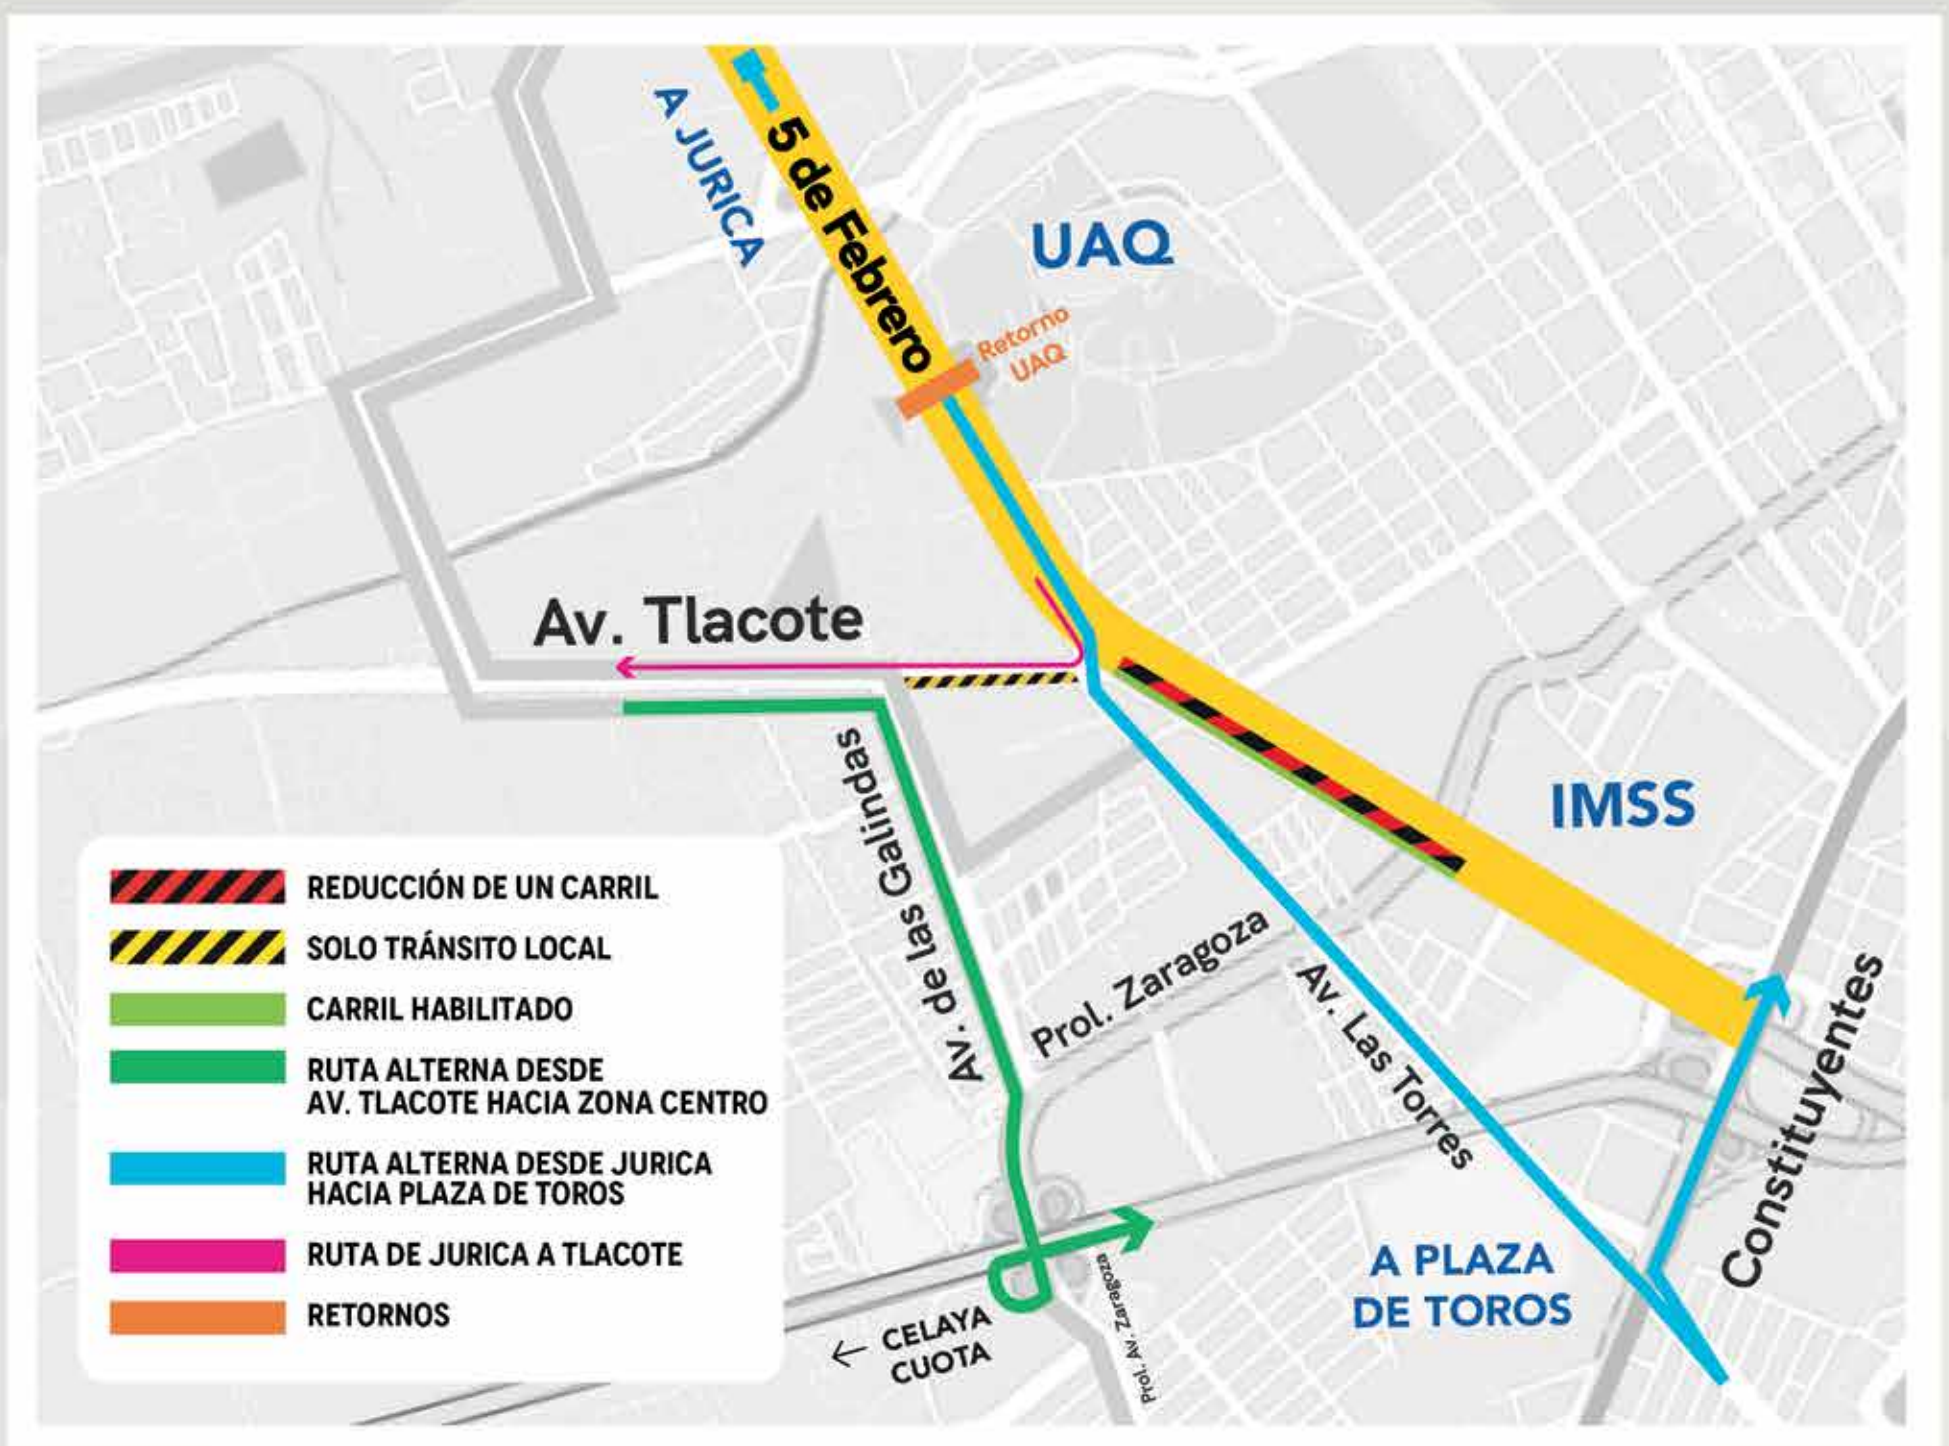 A JURICA
5 de Febrero
UAQ
Retorno
UAQ
Av. Tlacote
Av. de las Galindas
IMSS
Prol. Zaragoza
Av. Las Torres
Constituyentes
A PLAZA
DE TOROS
Prol. Av. Zaragoza
← CELAYA
CUOTA
REDUCCIÓN DE UN CARRIL
SOLO TRÁNSITO LOCAL
CARRIL HABILITADO
RUTA ALTERNA DESDE
AV. TLACOTE HACIA ZONA CENTRO
RUTA ALTERNA DESDE JURICA
HACIA PLAZA DE TOROS
RUTA DE JURICA A TLACOTE
RETORNOS